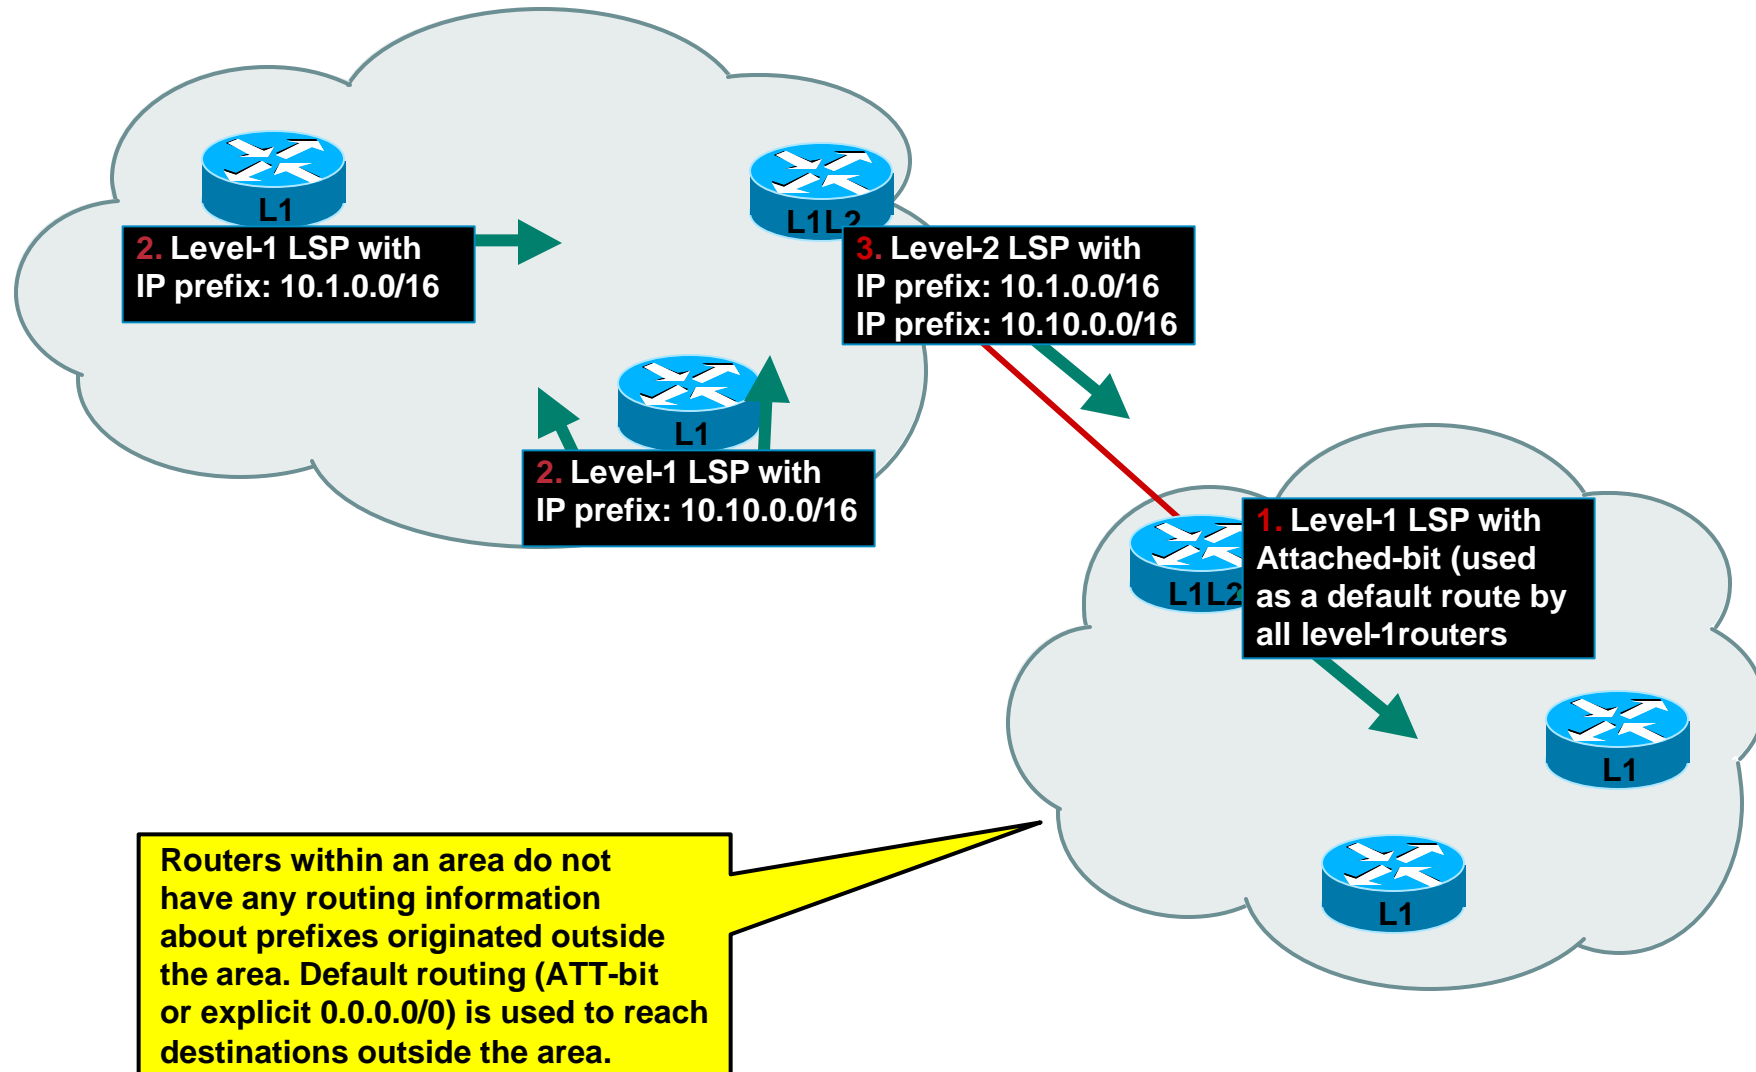 L1
2. Level-1 LSP with
IP prefix: 10.1.0.0/16
L1L2
3. Level-2 LSP with
IP prefix: 10.1.0.0/16
IP prefix: 10.10.0.0/16
L1
2. Level-1 LSP with
IP prefix: 10.10.0.0/16
L1L2
1. Level-1 LSP with
Attached-bit (used
as a default route by
all level-1routers
L1
L1
Routers within an area do not
have any routing information
about prefixes originated outside
the area. Default routing (ATT-bit
or explicit 0.0.0.0/0) is used to reach
destinations outside the area.